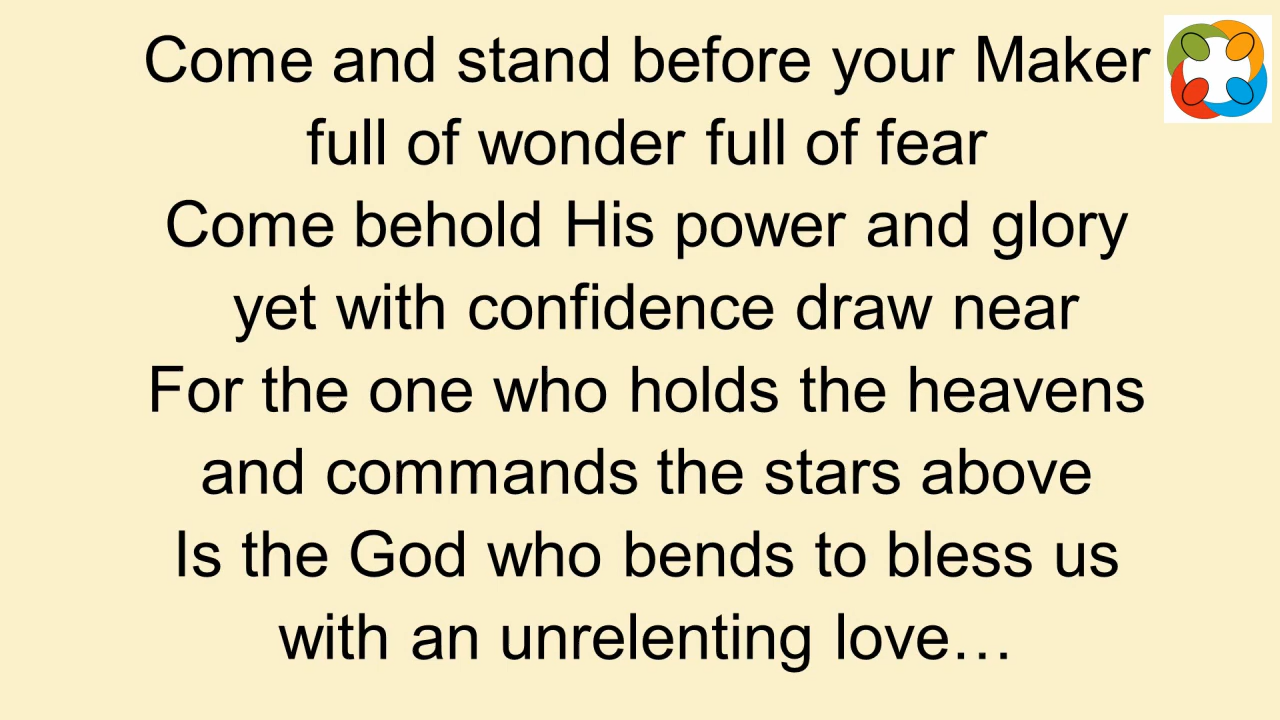 Come and stand before your Maker
full of wonder full of fear
Come behold His power and glory
yet with confidence draw near
For the one who holds the heavens
and commands the stars above
Is the God who bends to bless us
with an unrelenting love…